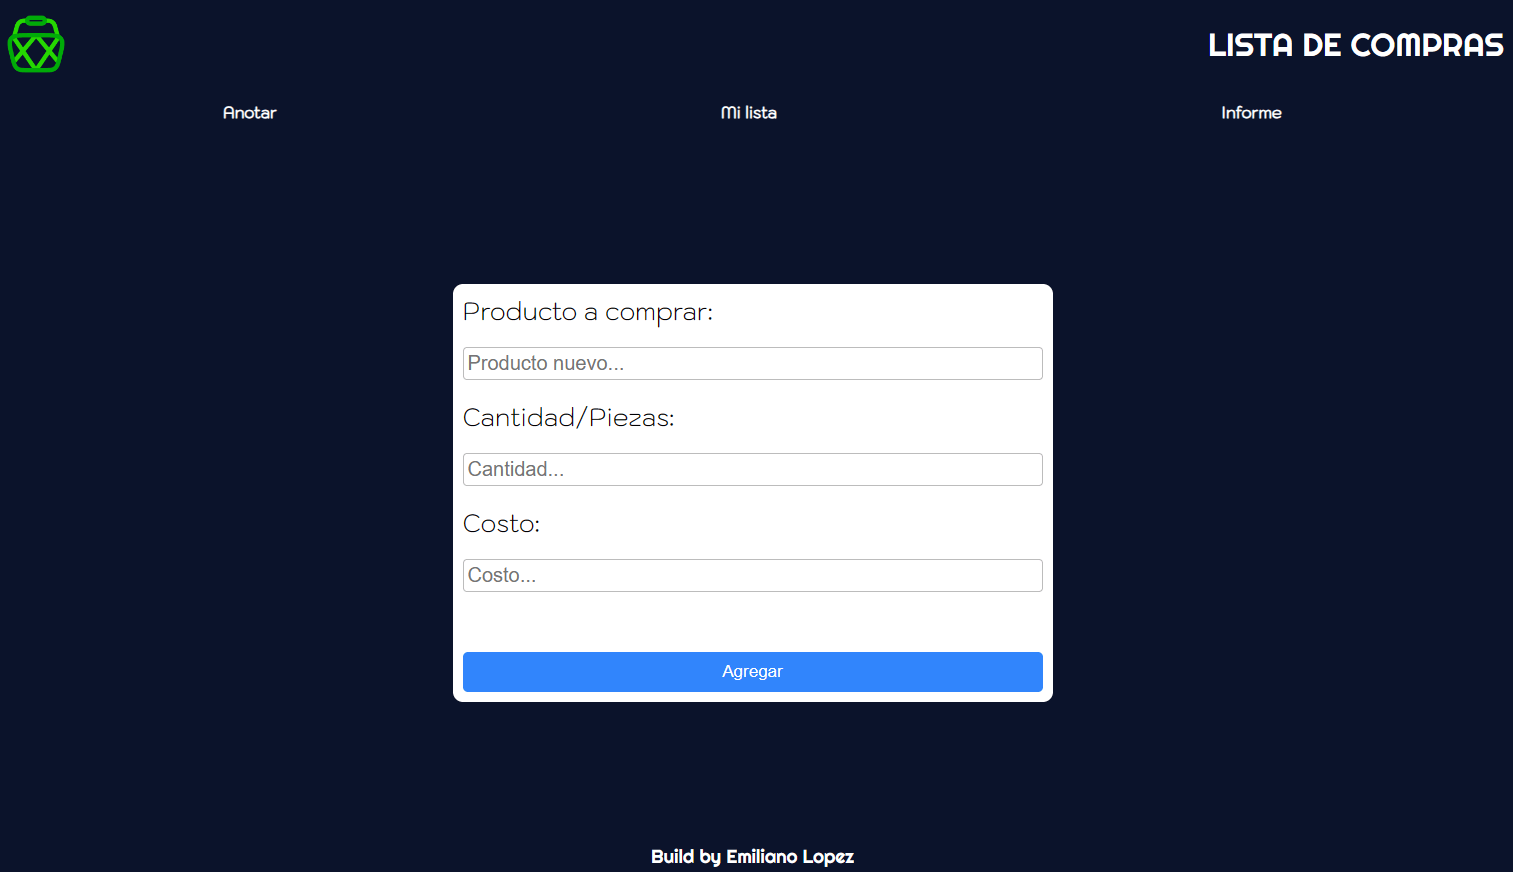 LISTA DE COMPRAS
Anotar Mi lista Informe
Producto a comprar:
Producto nuevo...
Cantidad/Piezas:
Cantidad...
Costo:
Costo...
Agregar
Build by Emiliano Lopez